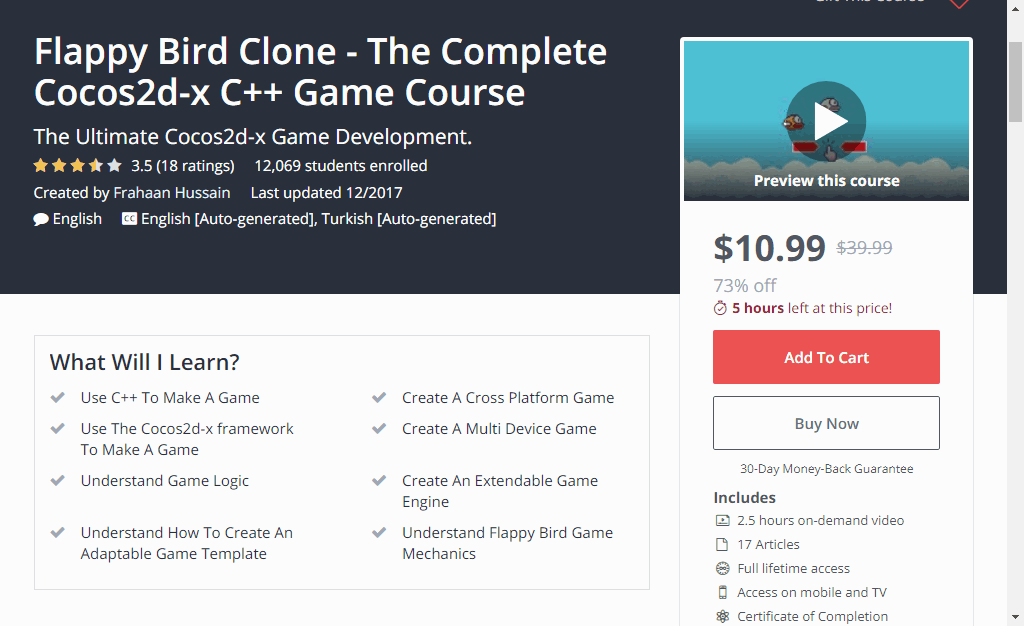 Flappy Bird Clone - The Complete
Cocos2d-x C++ Game Course
The Ultimate Cocos2d-x Game Development.
3.5 (18 ratings) 12,069 students enrolled
Created by Frahaan Hussain Last updated 12/2017
English CC English [Auto-generated], Turkish [Auto-generated]
Preview this course
$10.99 $39.99
73% off
5 hours left at this price!
Add To Cart
Buy Now
30-Day Money-Back Guarantee
Includes
2.5 hours on-demand video
17 Articles
Full lifetime access
Access on mobile and TV
Certificate of Completion
What Will I Learn?
Use C++ To Make A Game
Use The Cocos2d-x framework
To Make A Game
Understand Game Logic
Understand How To Create An
Adaptable Game Template
Create A Cross Platform Game
Create A Multi Device Game
Create An Extendable Game
Engine
Understand Flappy Bird Game
Mechanics